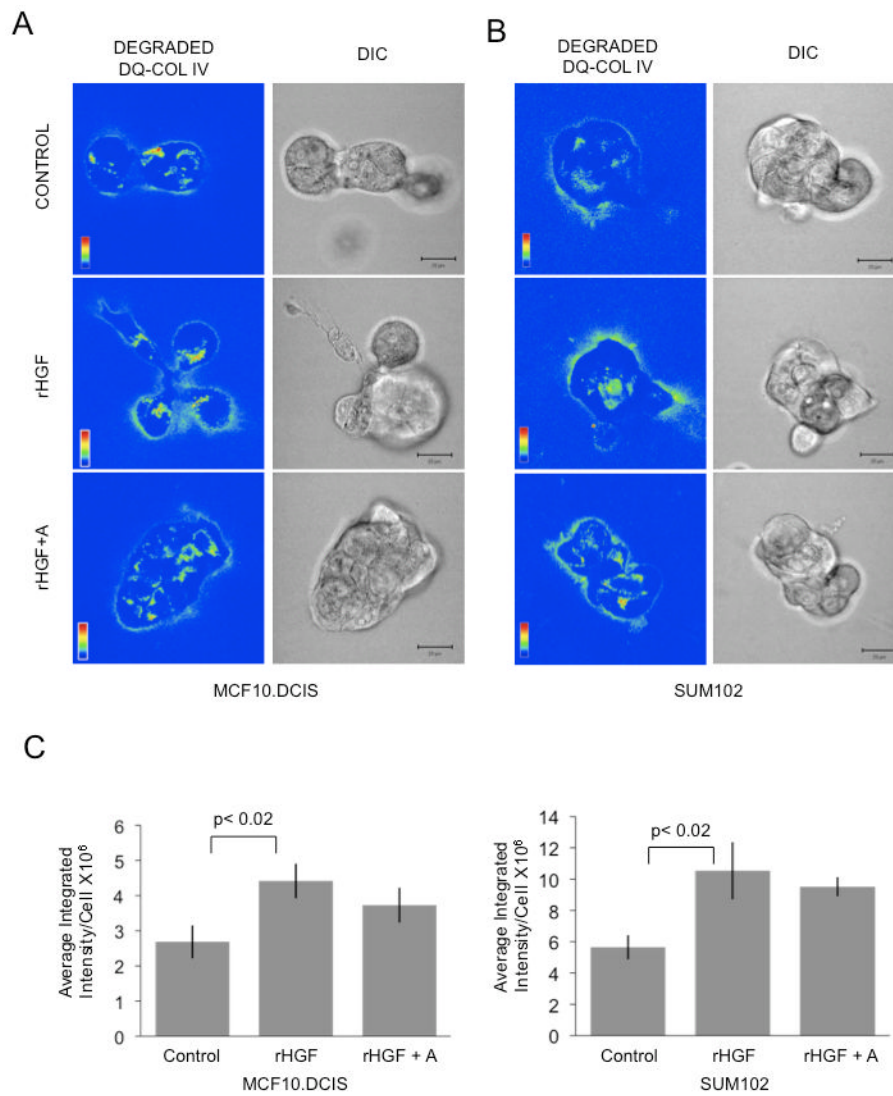 A
B
DEGRADED
DQ-COL IV
DIC
DEGRADED
DQ-COL IV
DIC
CONTROL
rHGF
rHGF+A
MCF10.DCIS
SUM102
C
Average Integrated
Intensity/Cell X10⁶
6
5
4
3
2
1
0
p< 0.02
Control
rHGF
rHGF + A
MCF10.DCIS
Average Integrated
Intensity/Cell X10⁶
14
12
10
8
6
4
2
0
p< 0.02
Control
rHGF
rHGF + A
SUM102